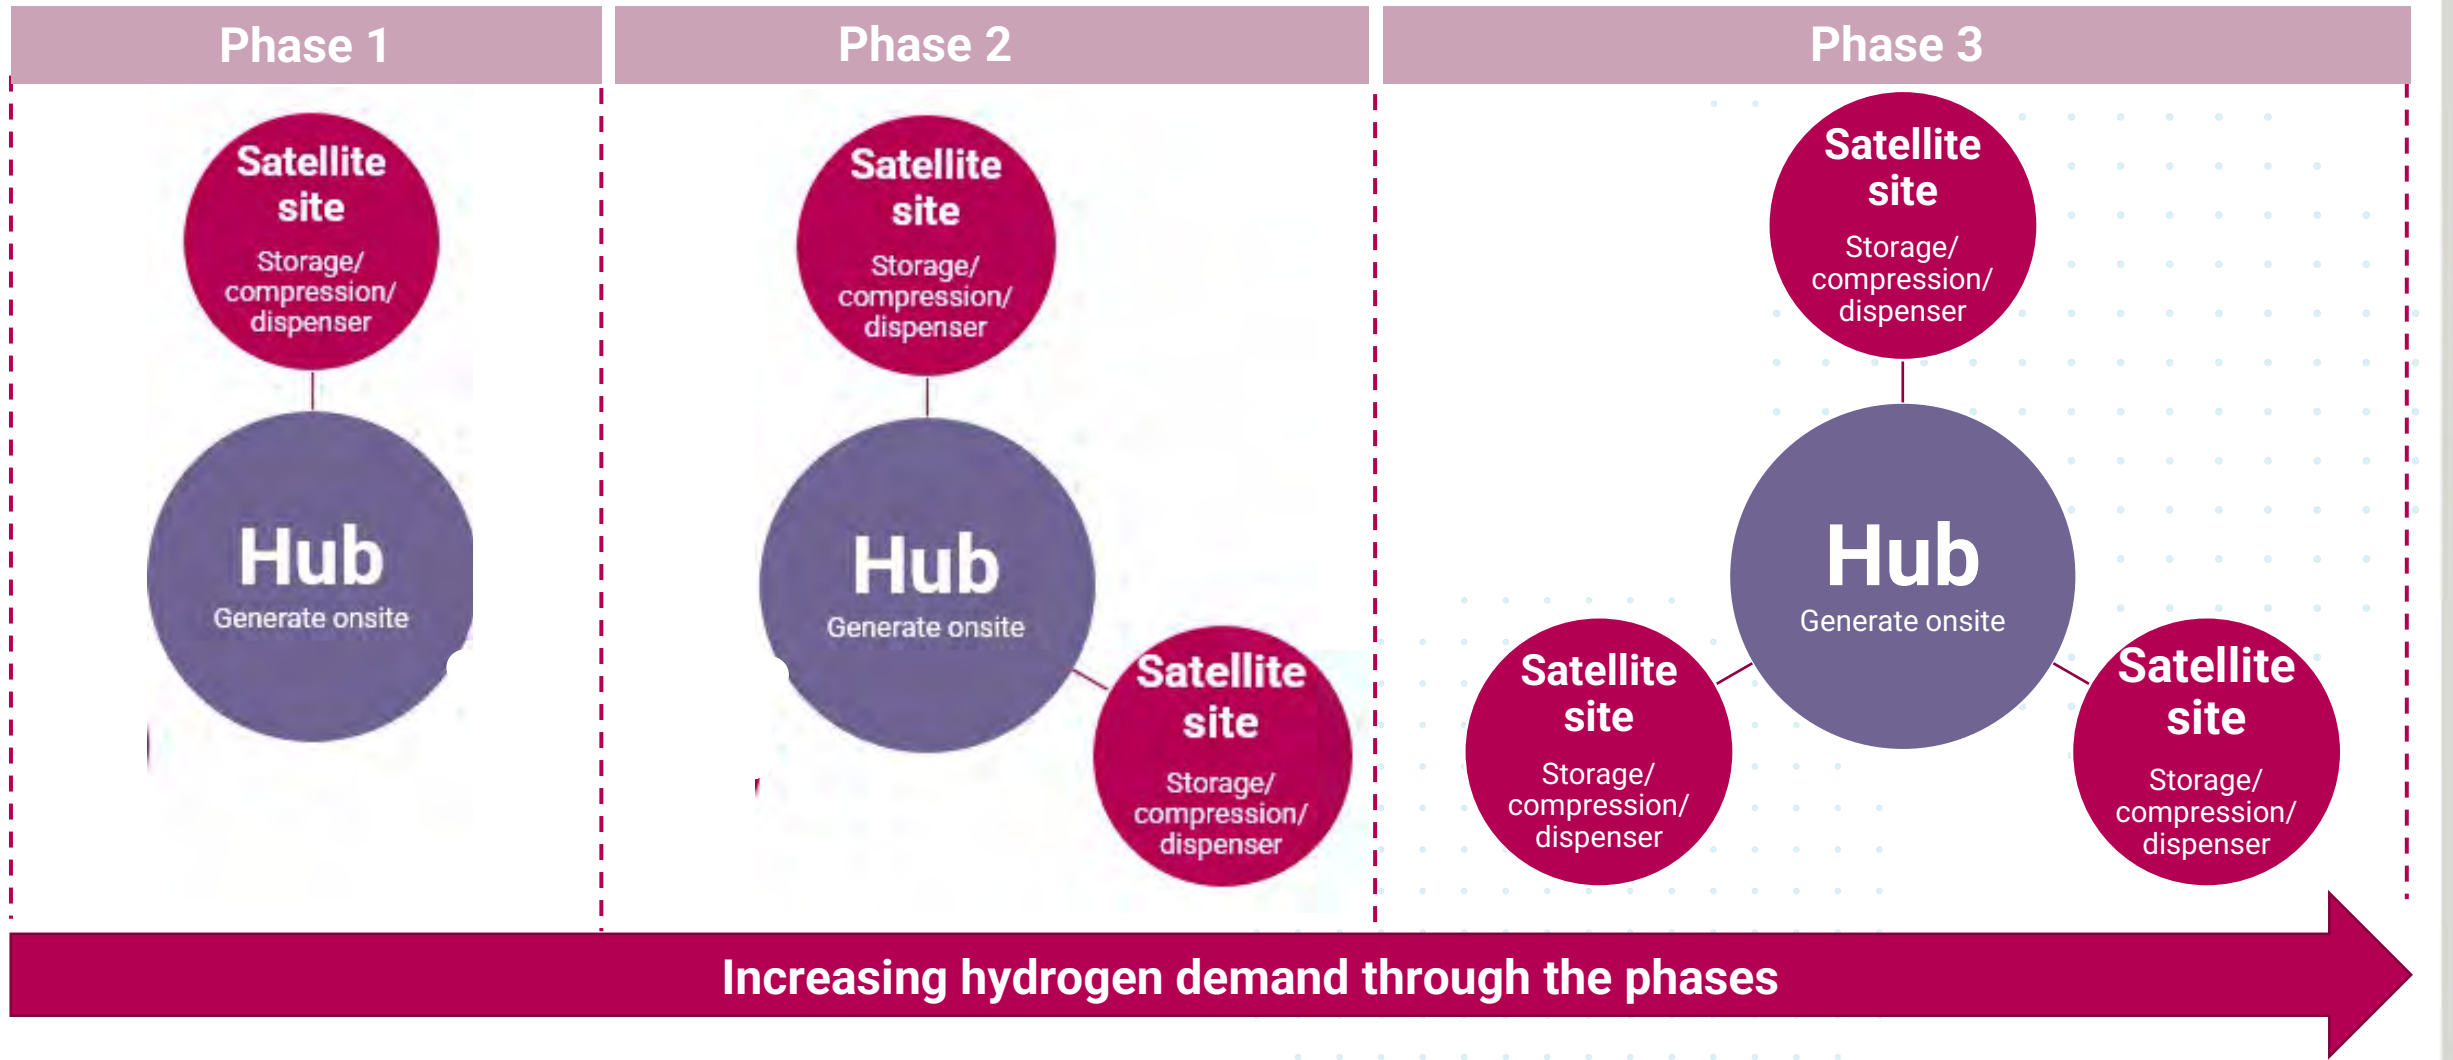 Phase 1
Satellite
site
Storage/
compression/
dispenser
Hub
Generate onsite
Phase 2
Satellite
site
Storage/
compression/
dispenser
Hub
Generate onsite
Satellite
site
Storage/
compression/
dispenser
Phase 3
Satellite
site
Storage/
compression/
dispenser
Hub
Generate onsite
Satellite
site
Storage/
compression/
dispenser
Satellite
site
Storage/
compression/
dispenser
Increasing hydrogen demand through the phases